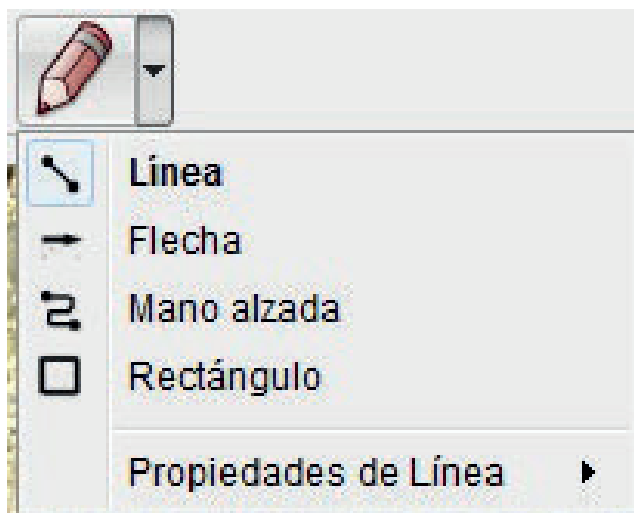 Línea
Flecha
Mano alzada
Rectángulo
Propiedades de Línea